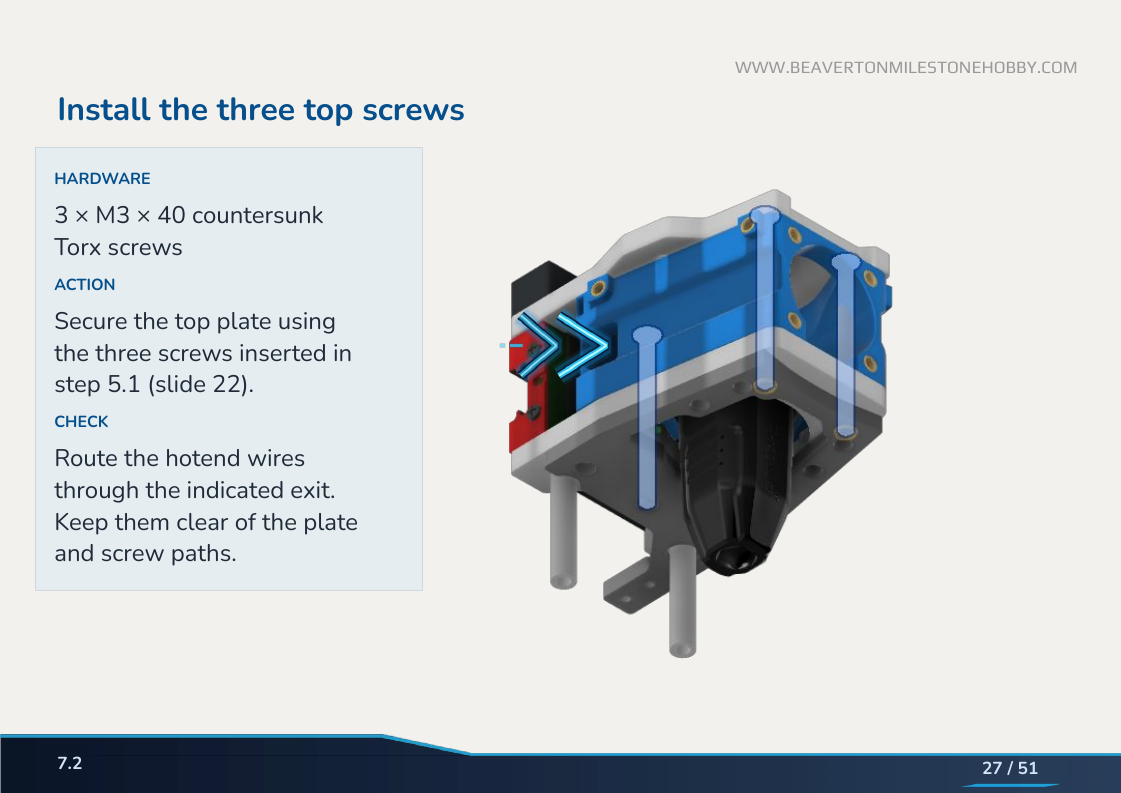 WWW.BEAVERTONMILESTONEHOBBY.COM
Install the three top screws
HARDWARE
3 × M3 × 40 countersunk
Torx screws
ACTION
Secure the top plate using
the three screws inserted in
step 5.1 (slide 22).
CHECK
Route the hotend wires
through the indicated exit.
Keep them clear of the plate
and screw paths.
7.2
27 / 51